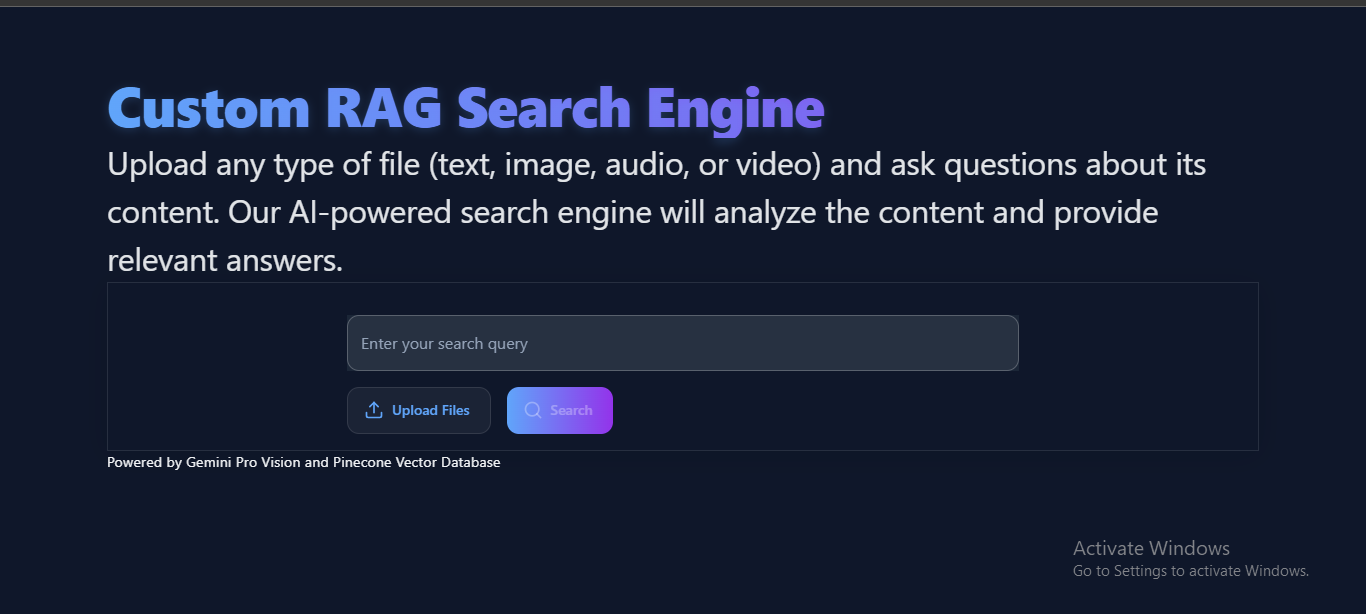 Custom RAG Search Engine
Upload any type of file (text, image, audio, or video) and ask questions about its
content. Our AI-powered search engine will analyze the content and provide
relevant answers.
Enter your search query
Upload Files
Search
Powered by Gemini Pro Vision and Pinecone Vector Database
Activate Windows
Go to Settings to activate Windows.